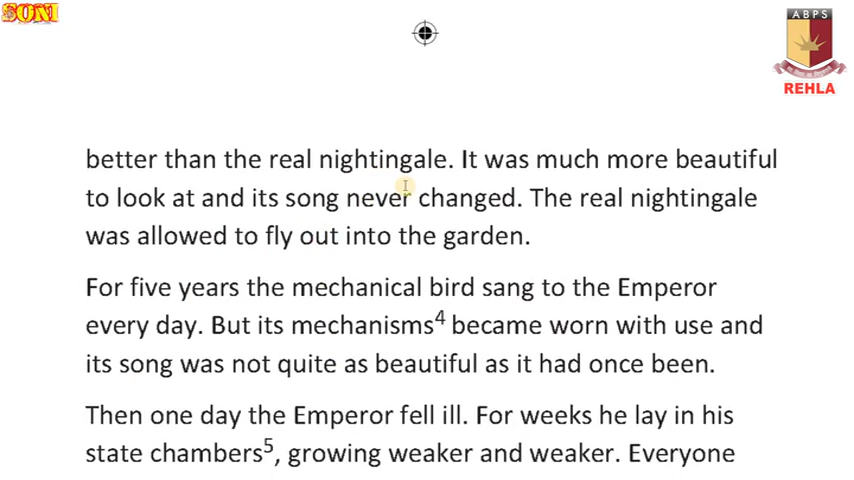 SONI
ABPS
REHLA
better than the real nightingale. It was much more beautiful
to look at and its song never changed. The real nightingale
was allowed to fly out into the garden.
For five years the mechanical bird sang to the Emperor
every day. But its mechanisms4 became worn with use and
its song was not quite as beautiful as it had once been.
Then one day the Emperor fell ill. For weeks he lay in his
state chambers5, growing weaker and weaker. Everyone